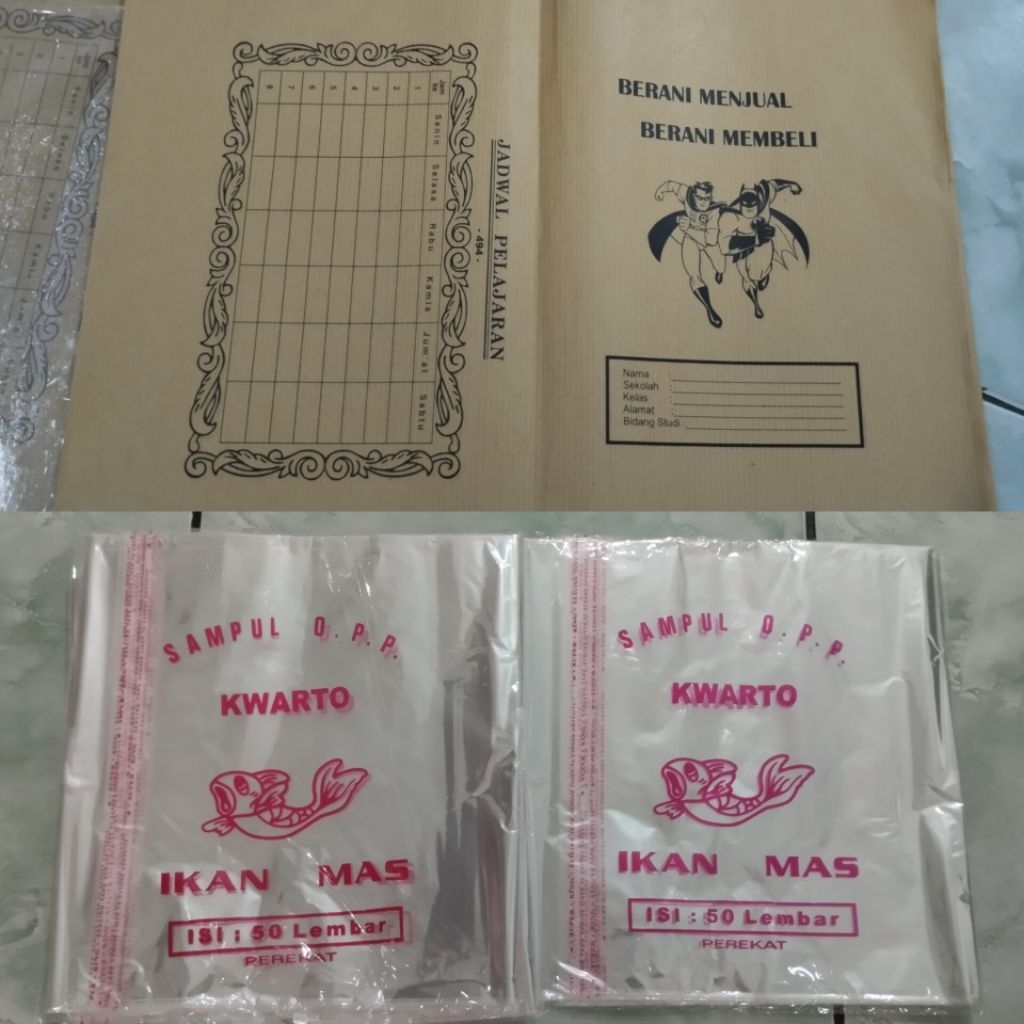 JADWAL PELAJARAN
- 494 -
Jam ke Senin Selasa Rabu Kamis Jum'at Sabtu
1
2
3
4
5
6
7
8
BERANI MENJUAL
BERANI MEMBELI
Nama :
Sekolah :
Kelas :
Alamat :
Bidang Studi :
SAMPUL O.P.P.
KWARTO
IKAN MAS
ISI : 50 Lembar
PEREKAT
SAMPUL O.P.P.
KWARTO
IKAN MAS
ISI : 50 Lembar
PEREKAT